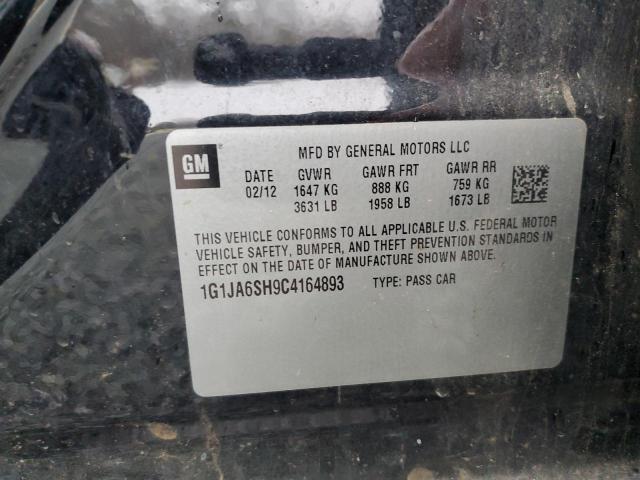 GM
MFD BY GENERAL MOTORS LLC
DATE GVWR GAWR FRT GAWR RR
02/12 1647 KG 888 KG 759 KG
3631 LB 1958 LB 1673 LB
THIS VEHICLE CONFORMS TO ALL APPLICABLE U.S. FEDERAL MOTOR
VEHICLE SAFETY, BUMPER, AND THEFT PREVENTION STANDARDS IN
EFFECT ON THE DATE OF MANUFACTURE SHOWN ABOVE.
1G1JA6SH9C4164893 TYPE: PASS CAR